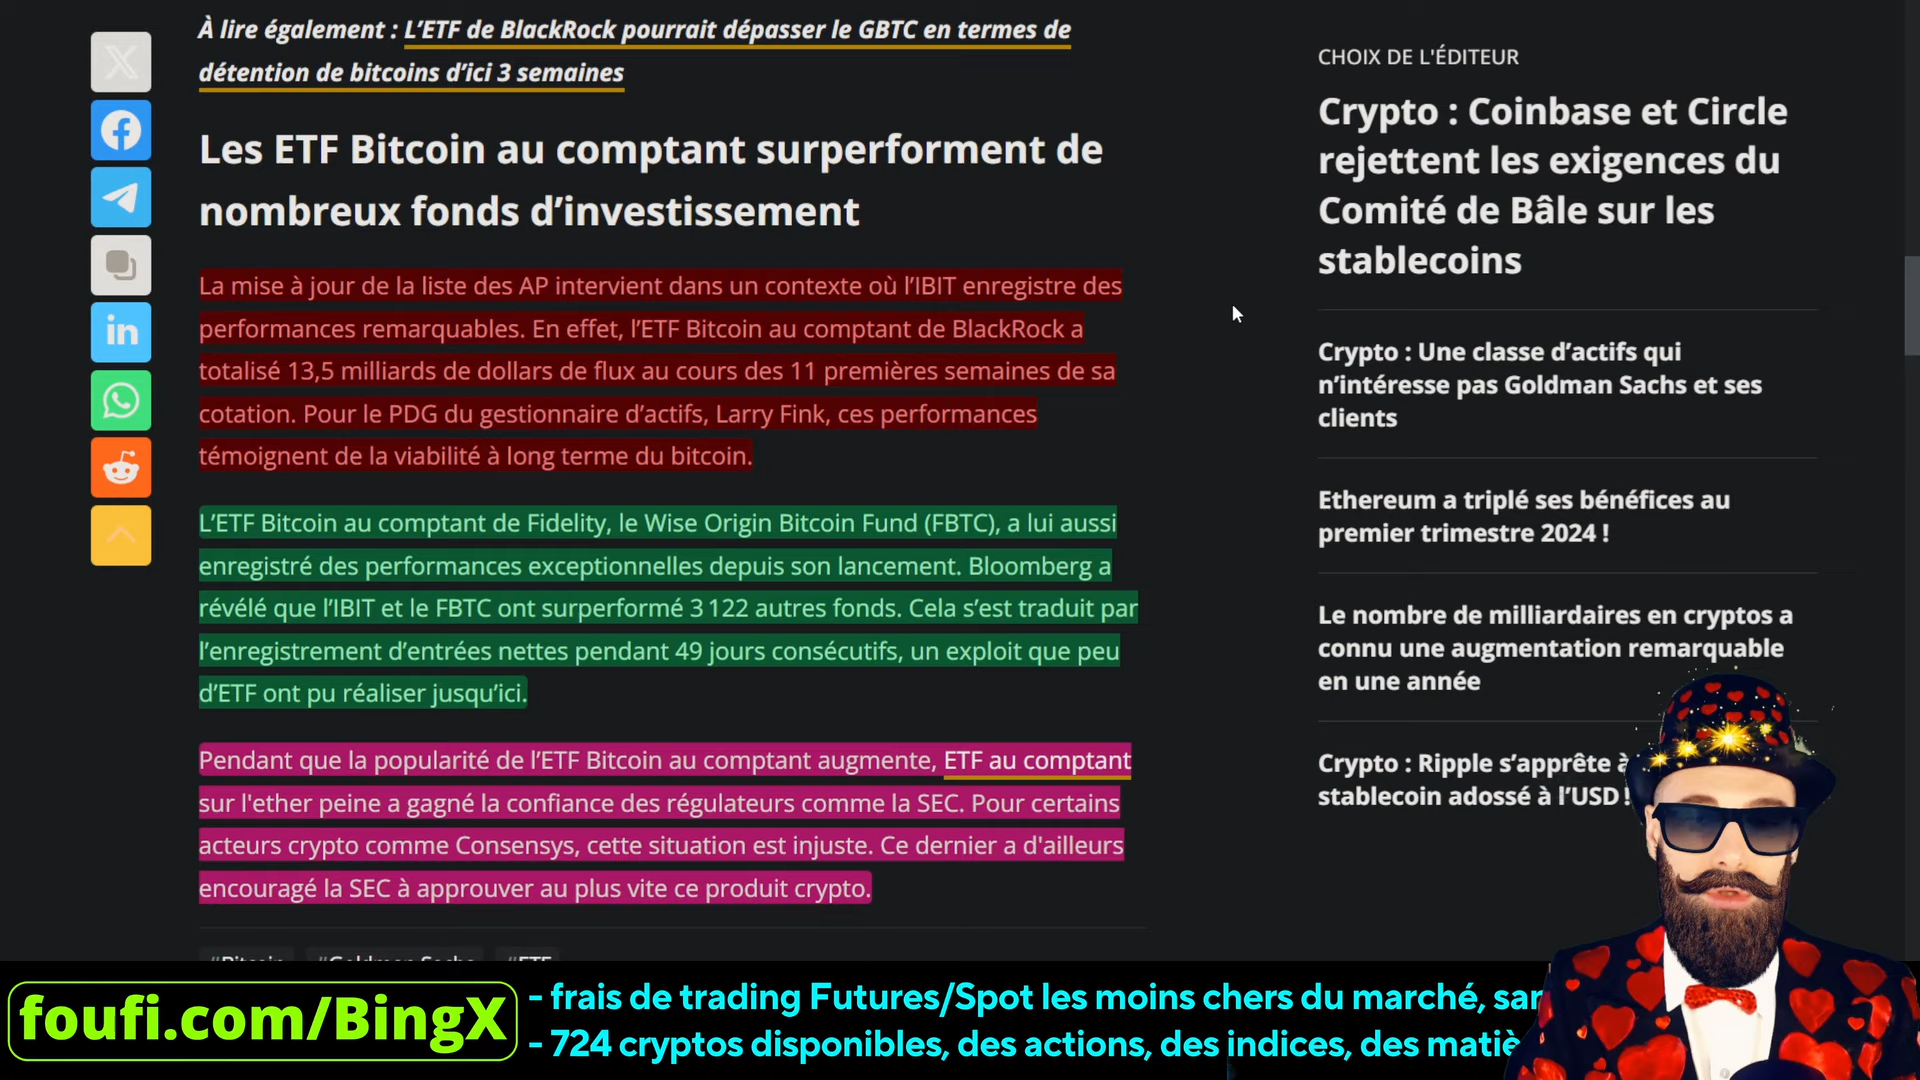 À lire également : L’ETF de BlackRock pourrait dépasser le GBTC en termes de
détention de bitcoins d’ici 3 semaines
Les ETF Bitcoin au comptant surperforment de
nombreux fonds d’investissement
La mise à jour de la liste des AP intervient dans un contexte où l’IBIT enregistre des
performances remarquables. En effet, l’ETF Bitcoin au comptant de BlackRock a
totalisé 13,5 milliards de dollars de flux au cours des 11 premières semaines de sa
cotation. Pour le PDG du gestionnaire d’actifs, Larry Fink, ces performances
témoignent de la viabilité à long terme du bitcoin.
L’ETF Bitcoin au comptant de Fidelity, le Wise Origin Bitcoin Fund (FBTC), a lui aussi
enregistré des performances exceptionnelles depuis son lancement. Bloomberg a
révélé que l’IBIT et le FBTC ont surperformé 3 122 autres fonds. Cela s’est traduit par
l’enregistrement d’entrées nettes pendant 49 jours consécutifs, un exploit que peu
d’ETF ont pu réaliser jusqu’ici.
Pendant que la popularité de l’ETF Bitcoin au comptant augmente, ETF au comptant
sur l'ether peine a gagné la confiance des régulateurs comme la SEC. Pour certains
acteurs crypto comme Consensys, cette situation est injuste. Ce dernier a d'ailleurs
encouragé la SEC à approuver au plus vite ce produit crypto.
#Bitcoin #Goldman Sachs #ETF
CHOIX DE L'ÉDITEUR
Crypto : Coinbase et Circle
rejettent les exigences du
Comité de Bâle sur les
stablecoins
Crypto : Une classe d’actifs qui
n’intéresse pas Goldman Sachs et ses
clients
Ethereum a triplé ses bénéfices au
premier trimestre 2024 !
Le nombre de milliardaires en cryptos a
connu une augmentation remarquable
en une année
Crypto : Ripple s’apprête à
stablecoin adossé à l’USD !
foufi.com/BingX
- frais de trading Futures/Spot les moins chers du marché,
- 724 cryptos disponibles, des actions, des indices, des